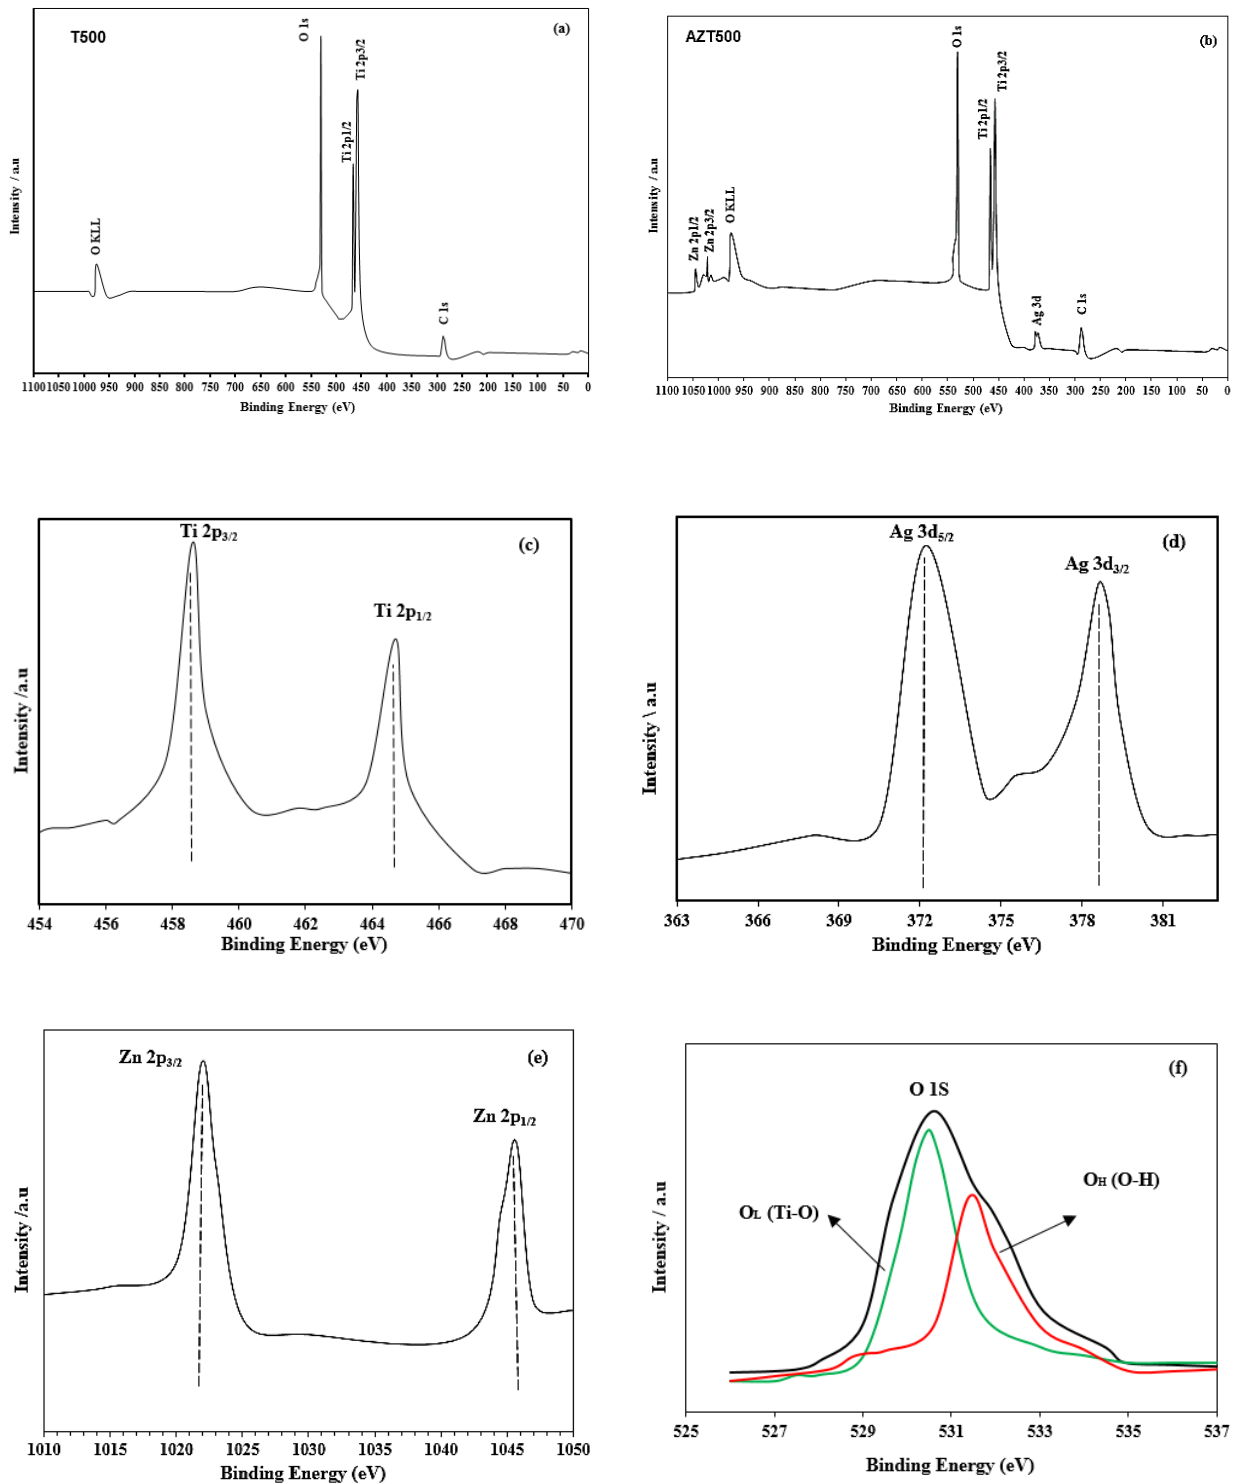 T500
(a)
O 1s
Ti 2p3/2
Ti 2p1/2
O KLL
C 1s
Intensity / a.u
1100 1050 1000 950 900 850 800 750 700 650 600 550 500 450 400 350 300 250 200 150 100 50 0
Binding Energy (eV)
AZT500
(b)
O 1s
Ti 2p3/2
Ti 2p1/2
Zn 2p1/2
Zn 2p3/2
O KLL
Ag 3d
C 1s
Intensity / a.u
1100 1050 1000 950 900 850 800 750 700 650 600 550 500 450 400 350 300 250 200 150 100 50 0
Binding Energy (eV)
Ti 2p3/2
(c)
Ti 2p1/2
Intensity /a.u
454 456 458 460 462 464 466 468 470
Binding Energy (eV)
Ag 3d5/2
(d)
Ag 3d3/2
Intensity \ a.u
363 366 369 372 375 378 381
Binding Energy (eV)
Zn 2p3/2
(e)
Zn 2p1/2
Intensity /a.u
1010 1015 1020 1025 1030 1035 1040 1045 1050
Binding Energy (eV)
(f)
O 1S
OH (O-H)
OL (Ti-O)
Intensity / a.u
525 527 529 531 533 535 537
Binding Energy (eV)